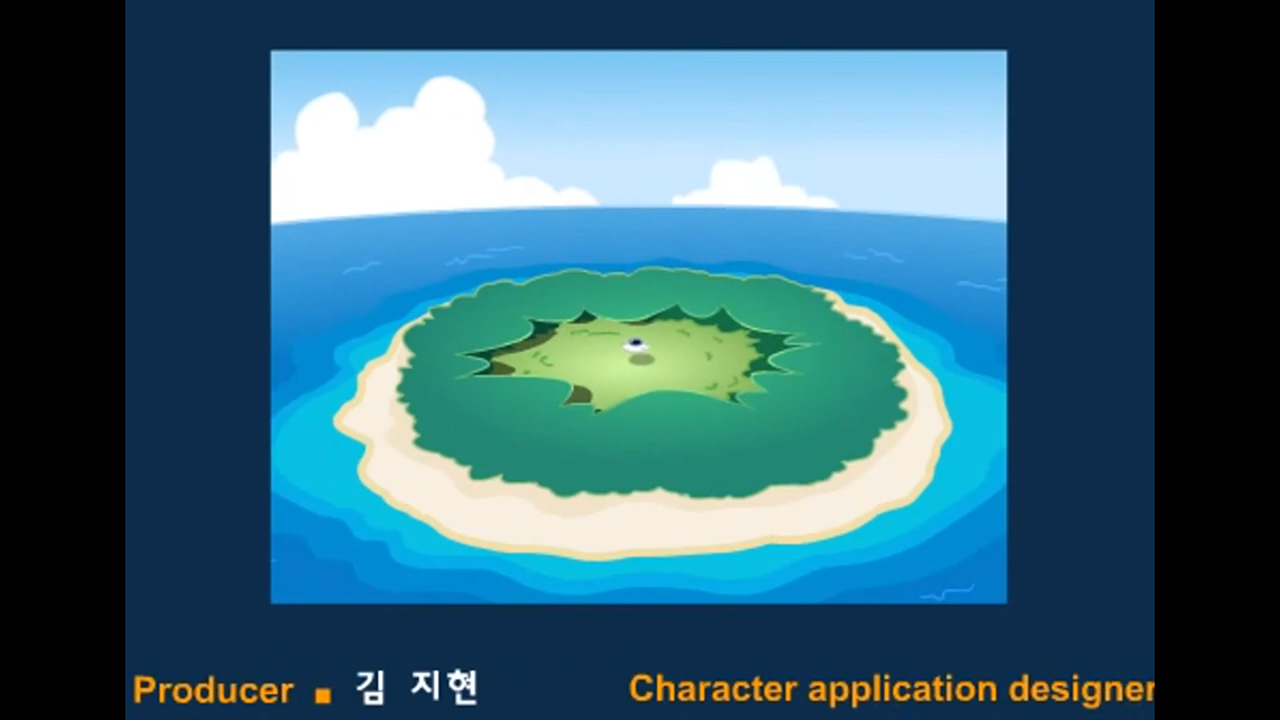 Producer ■ 김 지현 Character application designer